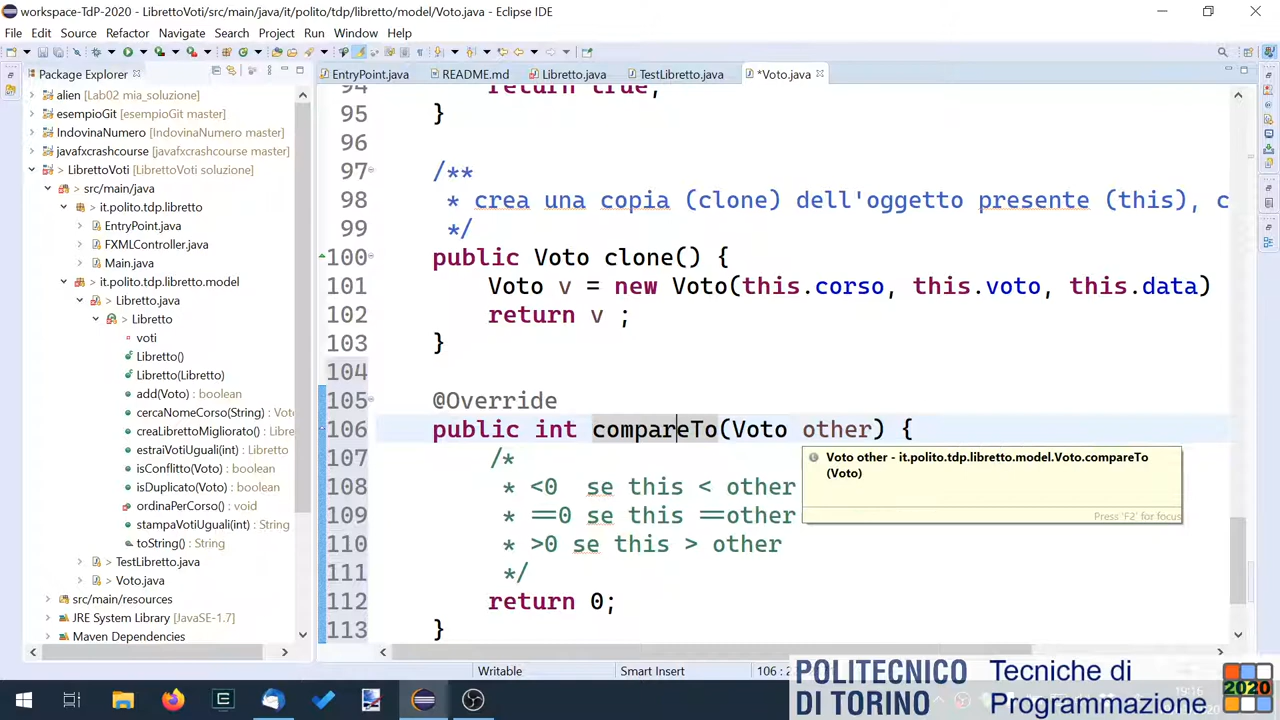 workspace-TdP-2020 - LibrettoVoti/src/main/java/it/polito/tdp/libretto/model/Voto.java - Eclipse IDE
File Edit Source Refactor Navigate Search Project Run Window Help
Package Explorer
EntryPoint.java README.md Libretto.java TestLibretto.java *Voto.java
alien [Lab02 mia_soluzione]
esempioGit [esempioGit master]
IndovinaNumero [IndovinaNumero master]
javafxcrashcourse [javafxcrashcourse master]
> LibrettoVoti [LibrettoVoti soluzione]
> src/main/java
> it.polito.tdp.libretto
> EntryPoint.java
> FXMLController.java
> Main.java
> it.polito.tdp.libretto.model
> Libretto.java
> Libretto
voti
Libretto()
Libretto(Libretto)
add(Voto) : boolean
cercaNomeCorso(String) : Voto
creaLibrettoMigliorato() : Libretto
estraiVotiUguali(int) : Libretto
isConflitto(Voto) : boolean
isDuplicato(Voto) : boolean
ordinaPerCorso() : void
stampaVotiUguali(int) : String
toString() : String
> TestLibretto.java
> Voto.java
> src/main/resources
JRE System Library [JavaSE-1.7]
Maven Dependencies
94 return true;
95 }
96
97 /**
98 * crea una copia (clone) dell'oggetto presente (this), c
99 */
100 public Voto clone() {
101 Voto v = new Voto(this.corso, this.voto, this.data)
102 return v ;
103 }
104
105 @Override
106 public int compareTo(Voto other) {
107 /*
108 * <0 se this < other
109 * ==0 se this ==other
110 * >0 se this > other
111 */
112 return 0;
113 }
Voto other - it.polito.tdp.libretto.model.Voto.compareTo
(Voto)
Press 'F2' for focus
Writable Smart Insert 106 : 2
POLITECNICO
DI TORINO
Tecniche di
Programmazione
2020
19:16